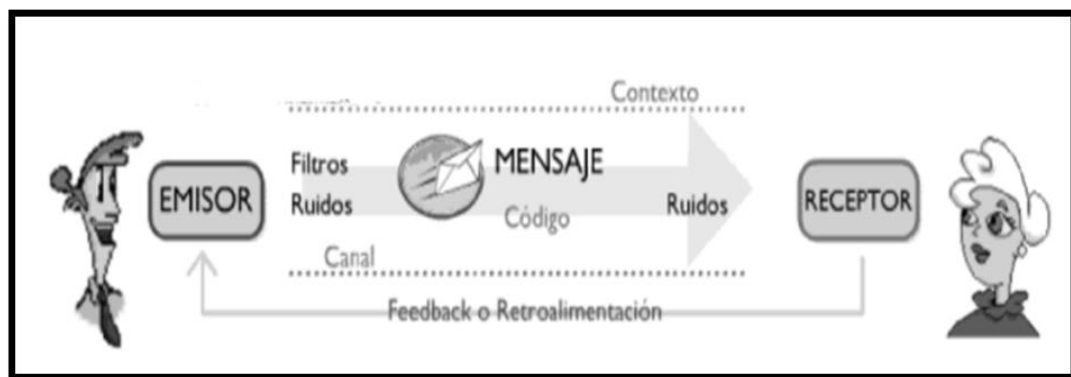 Contexto
Filtros
MENSAJE
EMISOR
Ruidos
Código
Ruidos
RECEPTOR
Canal
Feedback o Retroalimentación